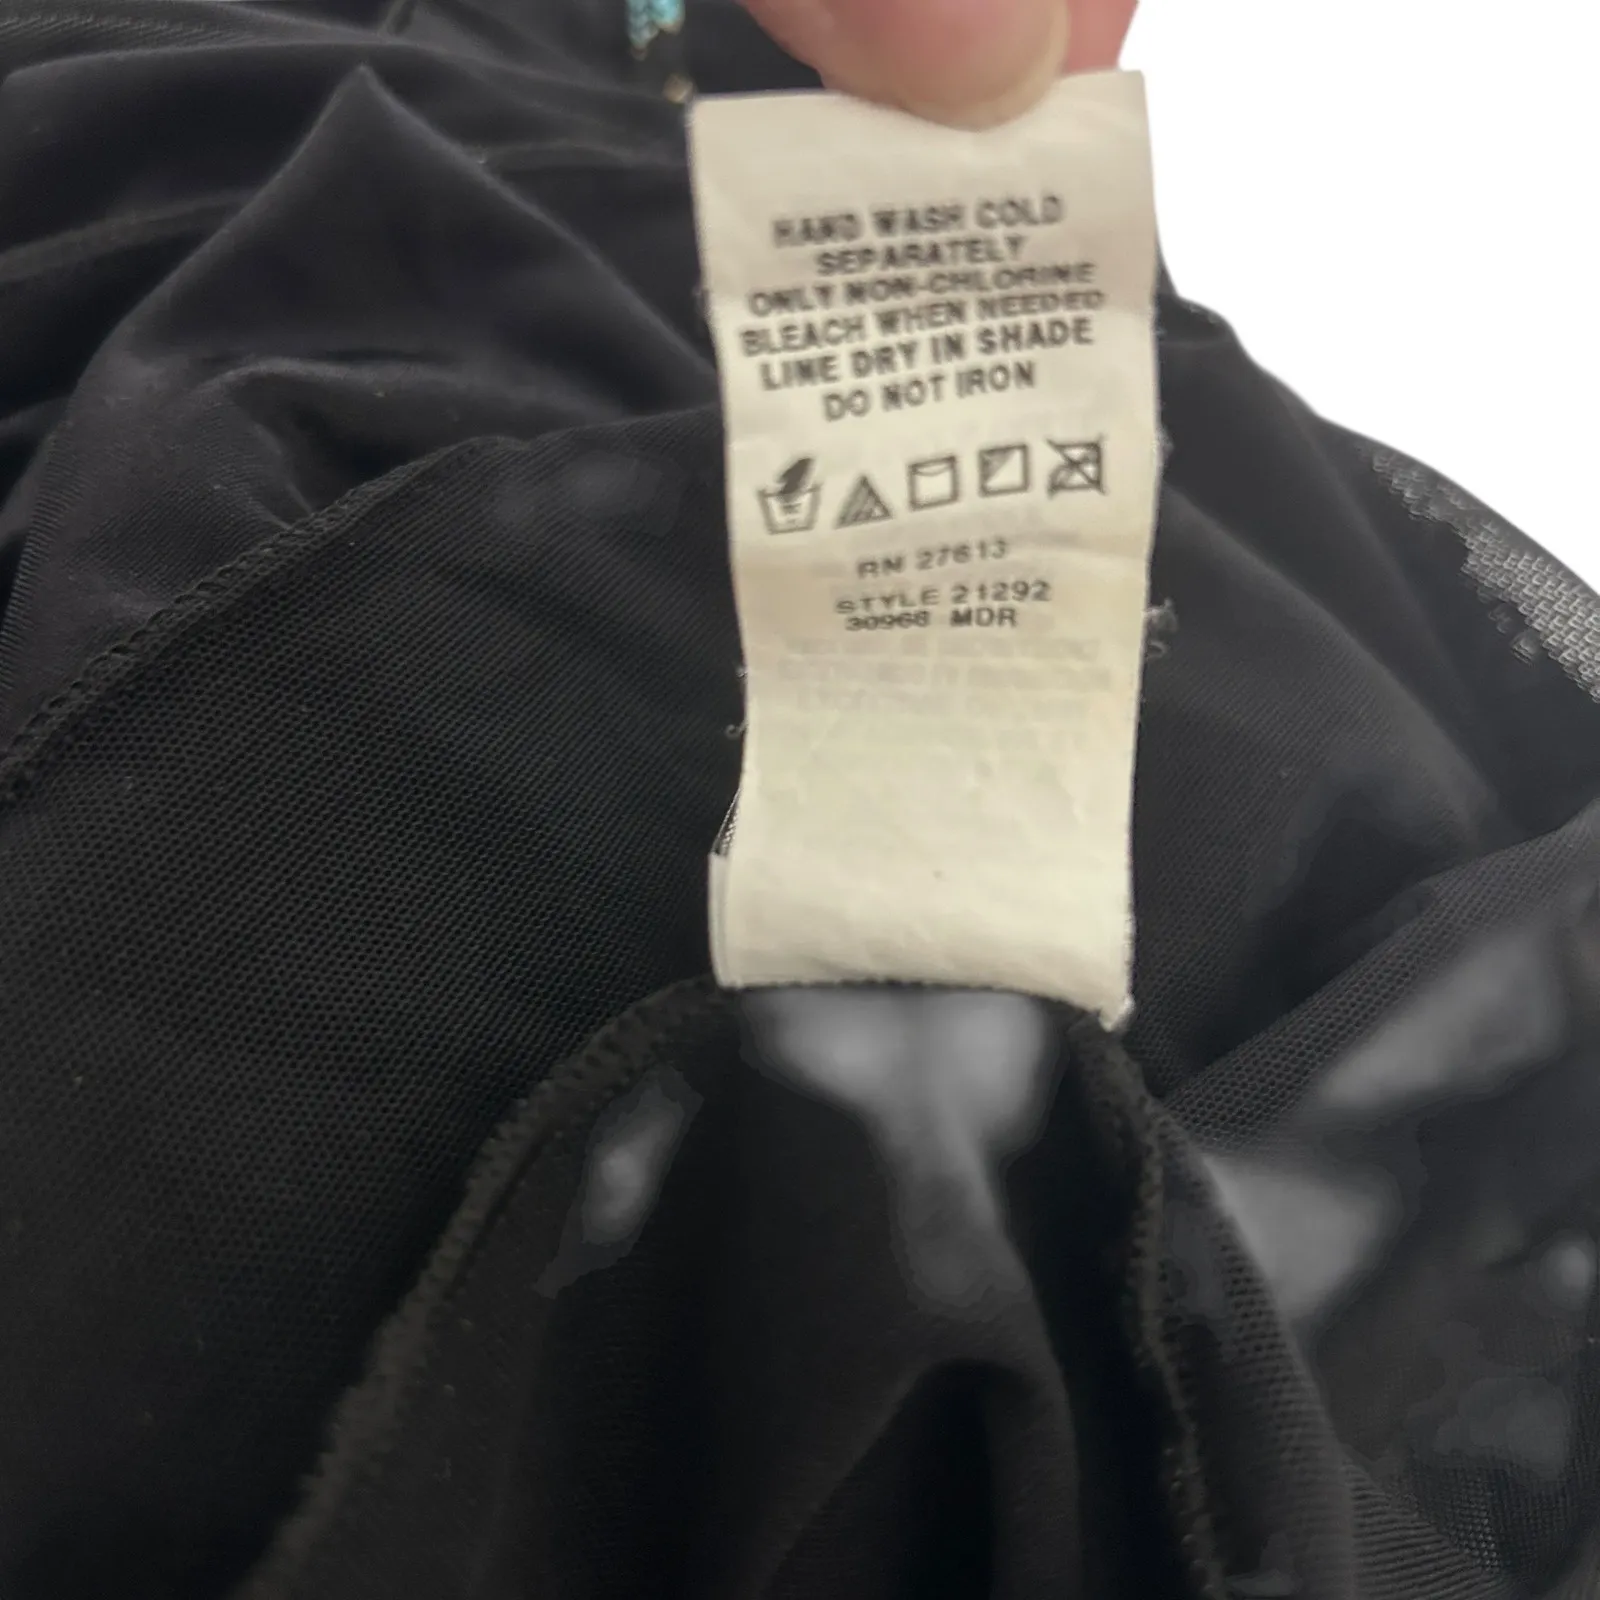 HAND WASH COLD
SEPARATELY
ONLY NON-CHLORINE
BLEACH WHEN NEEDED
LINE DRY IN SHADE
DO NOT IRON
RN 27613
STYLE 21292
30968 MDR